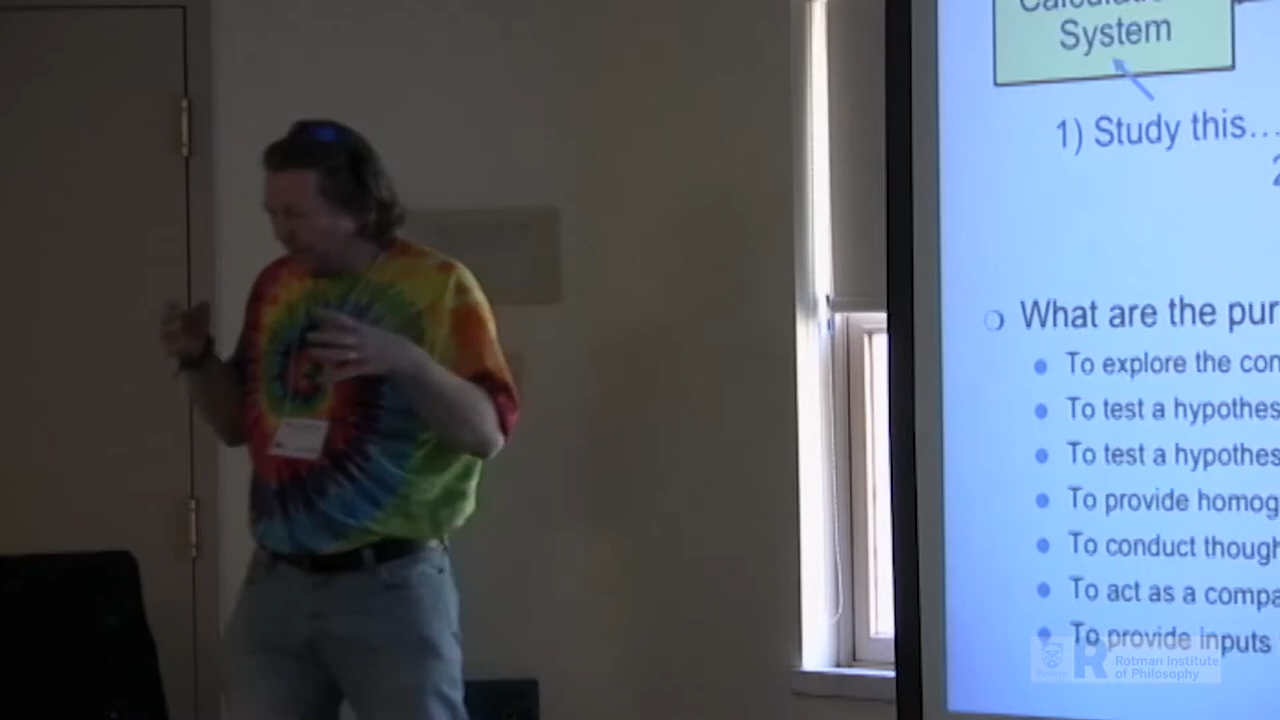 System
1) Study this...
2
What are the pur
To explore the con
To test a hypothes
To test a hypothes
To provide homog
To conduct though
To act as a compa
To provide inputs
Rotman Institute
of Philosophy